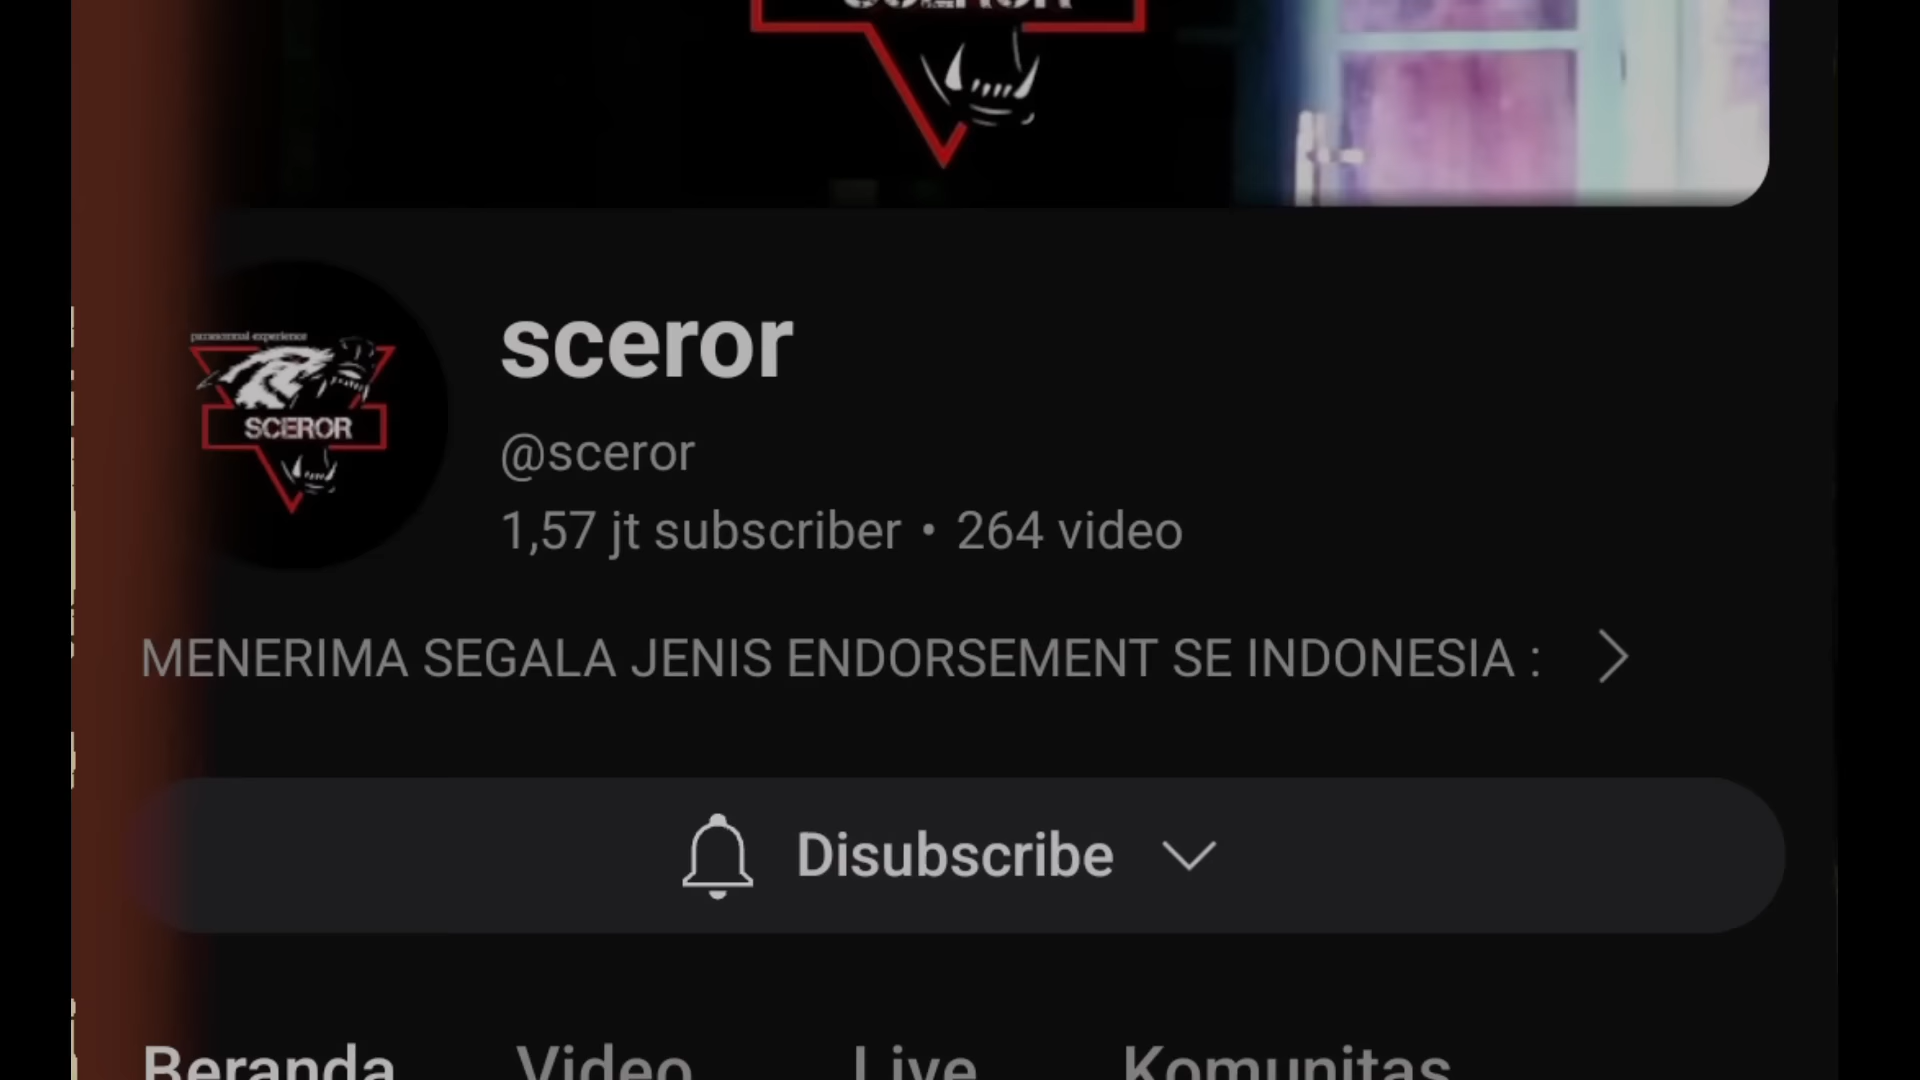 SCEROR
paranormal experience
SCEROR
sceror
@sceror
1,57 jt subscriber • 264 video
MENERIMA SEGALA JENIS ENDORSEMENT SE INDONESIA :
Disubscribe
Beranda Video Live Komunitas